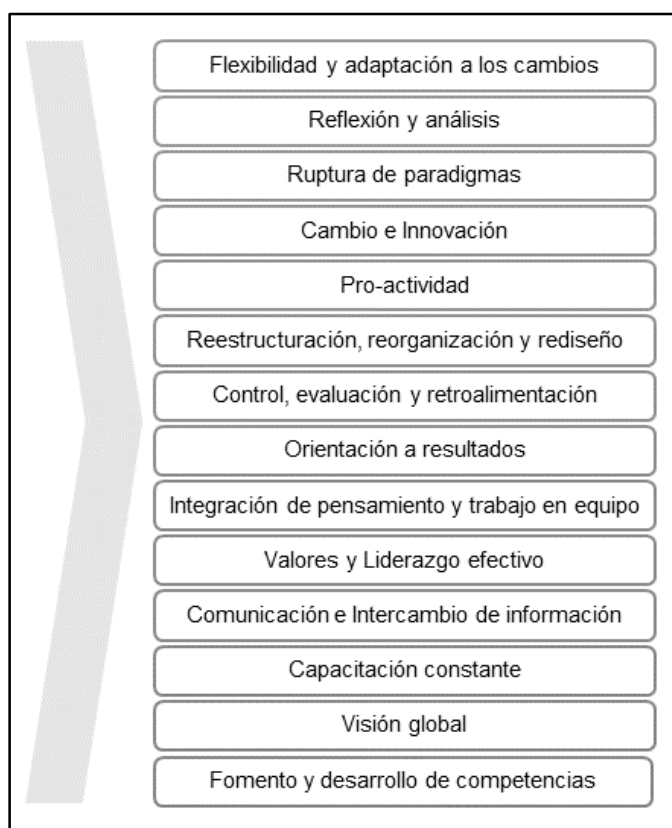 Flexibilidad y adaptación a los cambios
Reflexión y análisis
Ruptura de paradigmas
Cambio e Innovación
Pro-actividad
Reestructuración, reorganización y rediseño
Control, evaluación y retroalimentación
Orientación a resultados
Integración de pensamiento y trabajo en equipo
Valores y Liderazgo efectivo
Comunicación e Intercambio de información
Capacitación constante
Visión global
Fomento y desarrollo de competencias